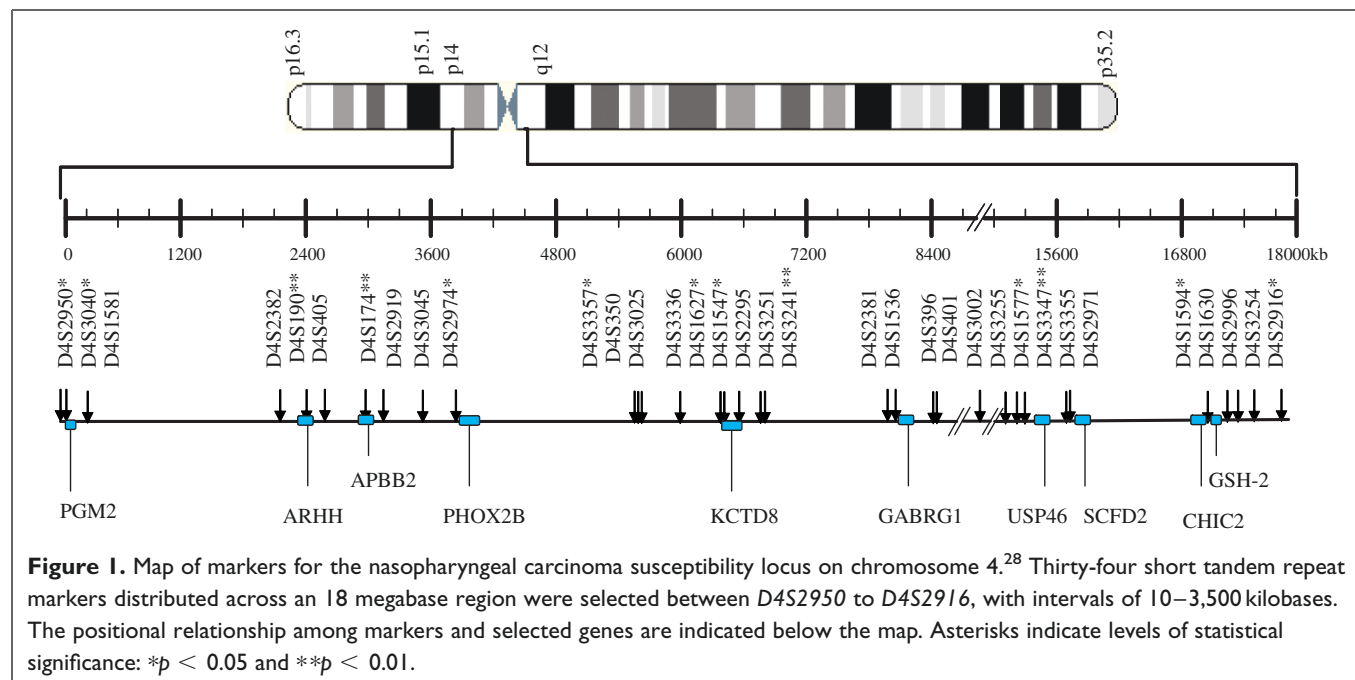 p16.3 p15.1 p14 q12 p35.2
0 1200 2400 3600 4800 6000 7200 8400 15600 16800 18000kb
D4S2950* D4S3040* D4S1581 D4S2382 D4S190** D4S405 D4S174** D4S2919 D4S3045 D4S2974* D4S3357* D4S350 D4S3025 D4S3336 D4S1627* D4S1547* D4S2295 D4S3251 D4S3241** D4S2381 D4S1536 D4S396 D4S401 D4S3002 D4S3255 D4S1577* D4S3347** D4S3355 D4S2971 D4S1594* D4S1630 D4S2996 D4S3254 D4S2916*
APBB2 GSH-2
PGM2 ARHH PHOX2B KCTD8 GABRG1 USP46 SCFD2 CHIC2
Figure 1. Map of markers for the nasopharyngeal carcinoma susceptibility locus on chromosome 4.28 Thirty-four short tandem repeat
markers distributed across an 18 megabase region were selected between D4S2950 to D4S2916, with intervals of 10–3,500 kilobases.
The positional relationship among markers and selected genes are indicated below the map. Asterisks indicate levels of statistical
significance: *p < 0.05 and **p < 0.01.